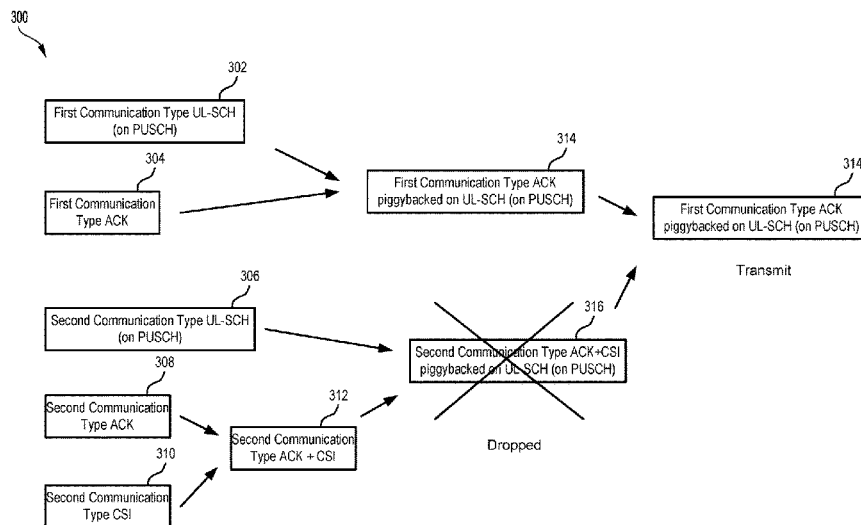 300
302
First Communication Type UL-SCH
(on PUSCH)
304
First Communication
Type ACK
314
First Communication Type ACK
piggybacked on UL-SCH (on PUSCH)
314
First Communication Type ACK
piggybacked on UL-SCH (on PUSCH)
Transmit
306
Second Communication Type UL-SCH
(on PUSCH)
308
Second Communication
Type ACK
310
Second Communication
Type CSI
312
Second Communication
Type ACK + CSI
316
Second Communication Type ACK+CSI
piggybacked on UL-SCH (on PUSCH)
Dropped